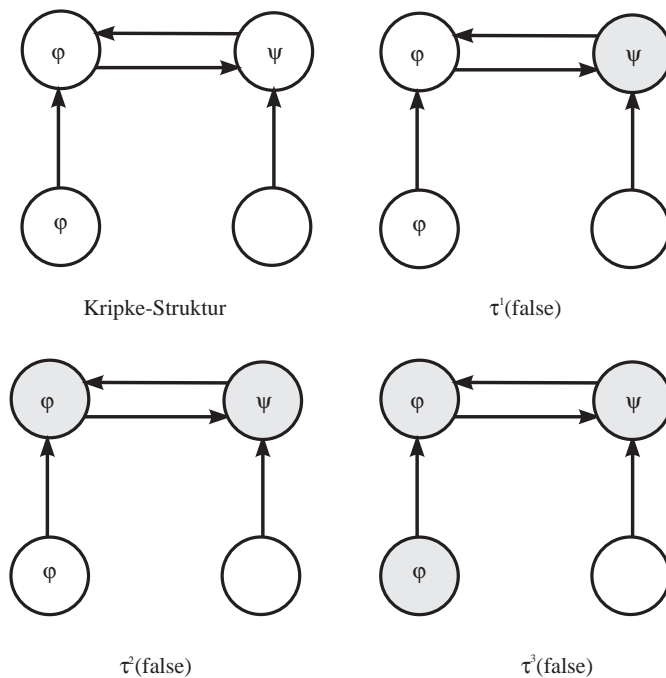 φ ψ
φ
Kripke-Struktur
φ ψ
φ
τ¹(false)
φ ψ
φ
τ²(false)
φ ψ
φ
τ³(false)